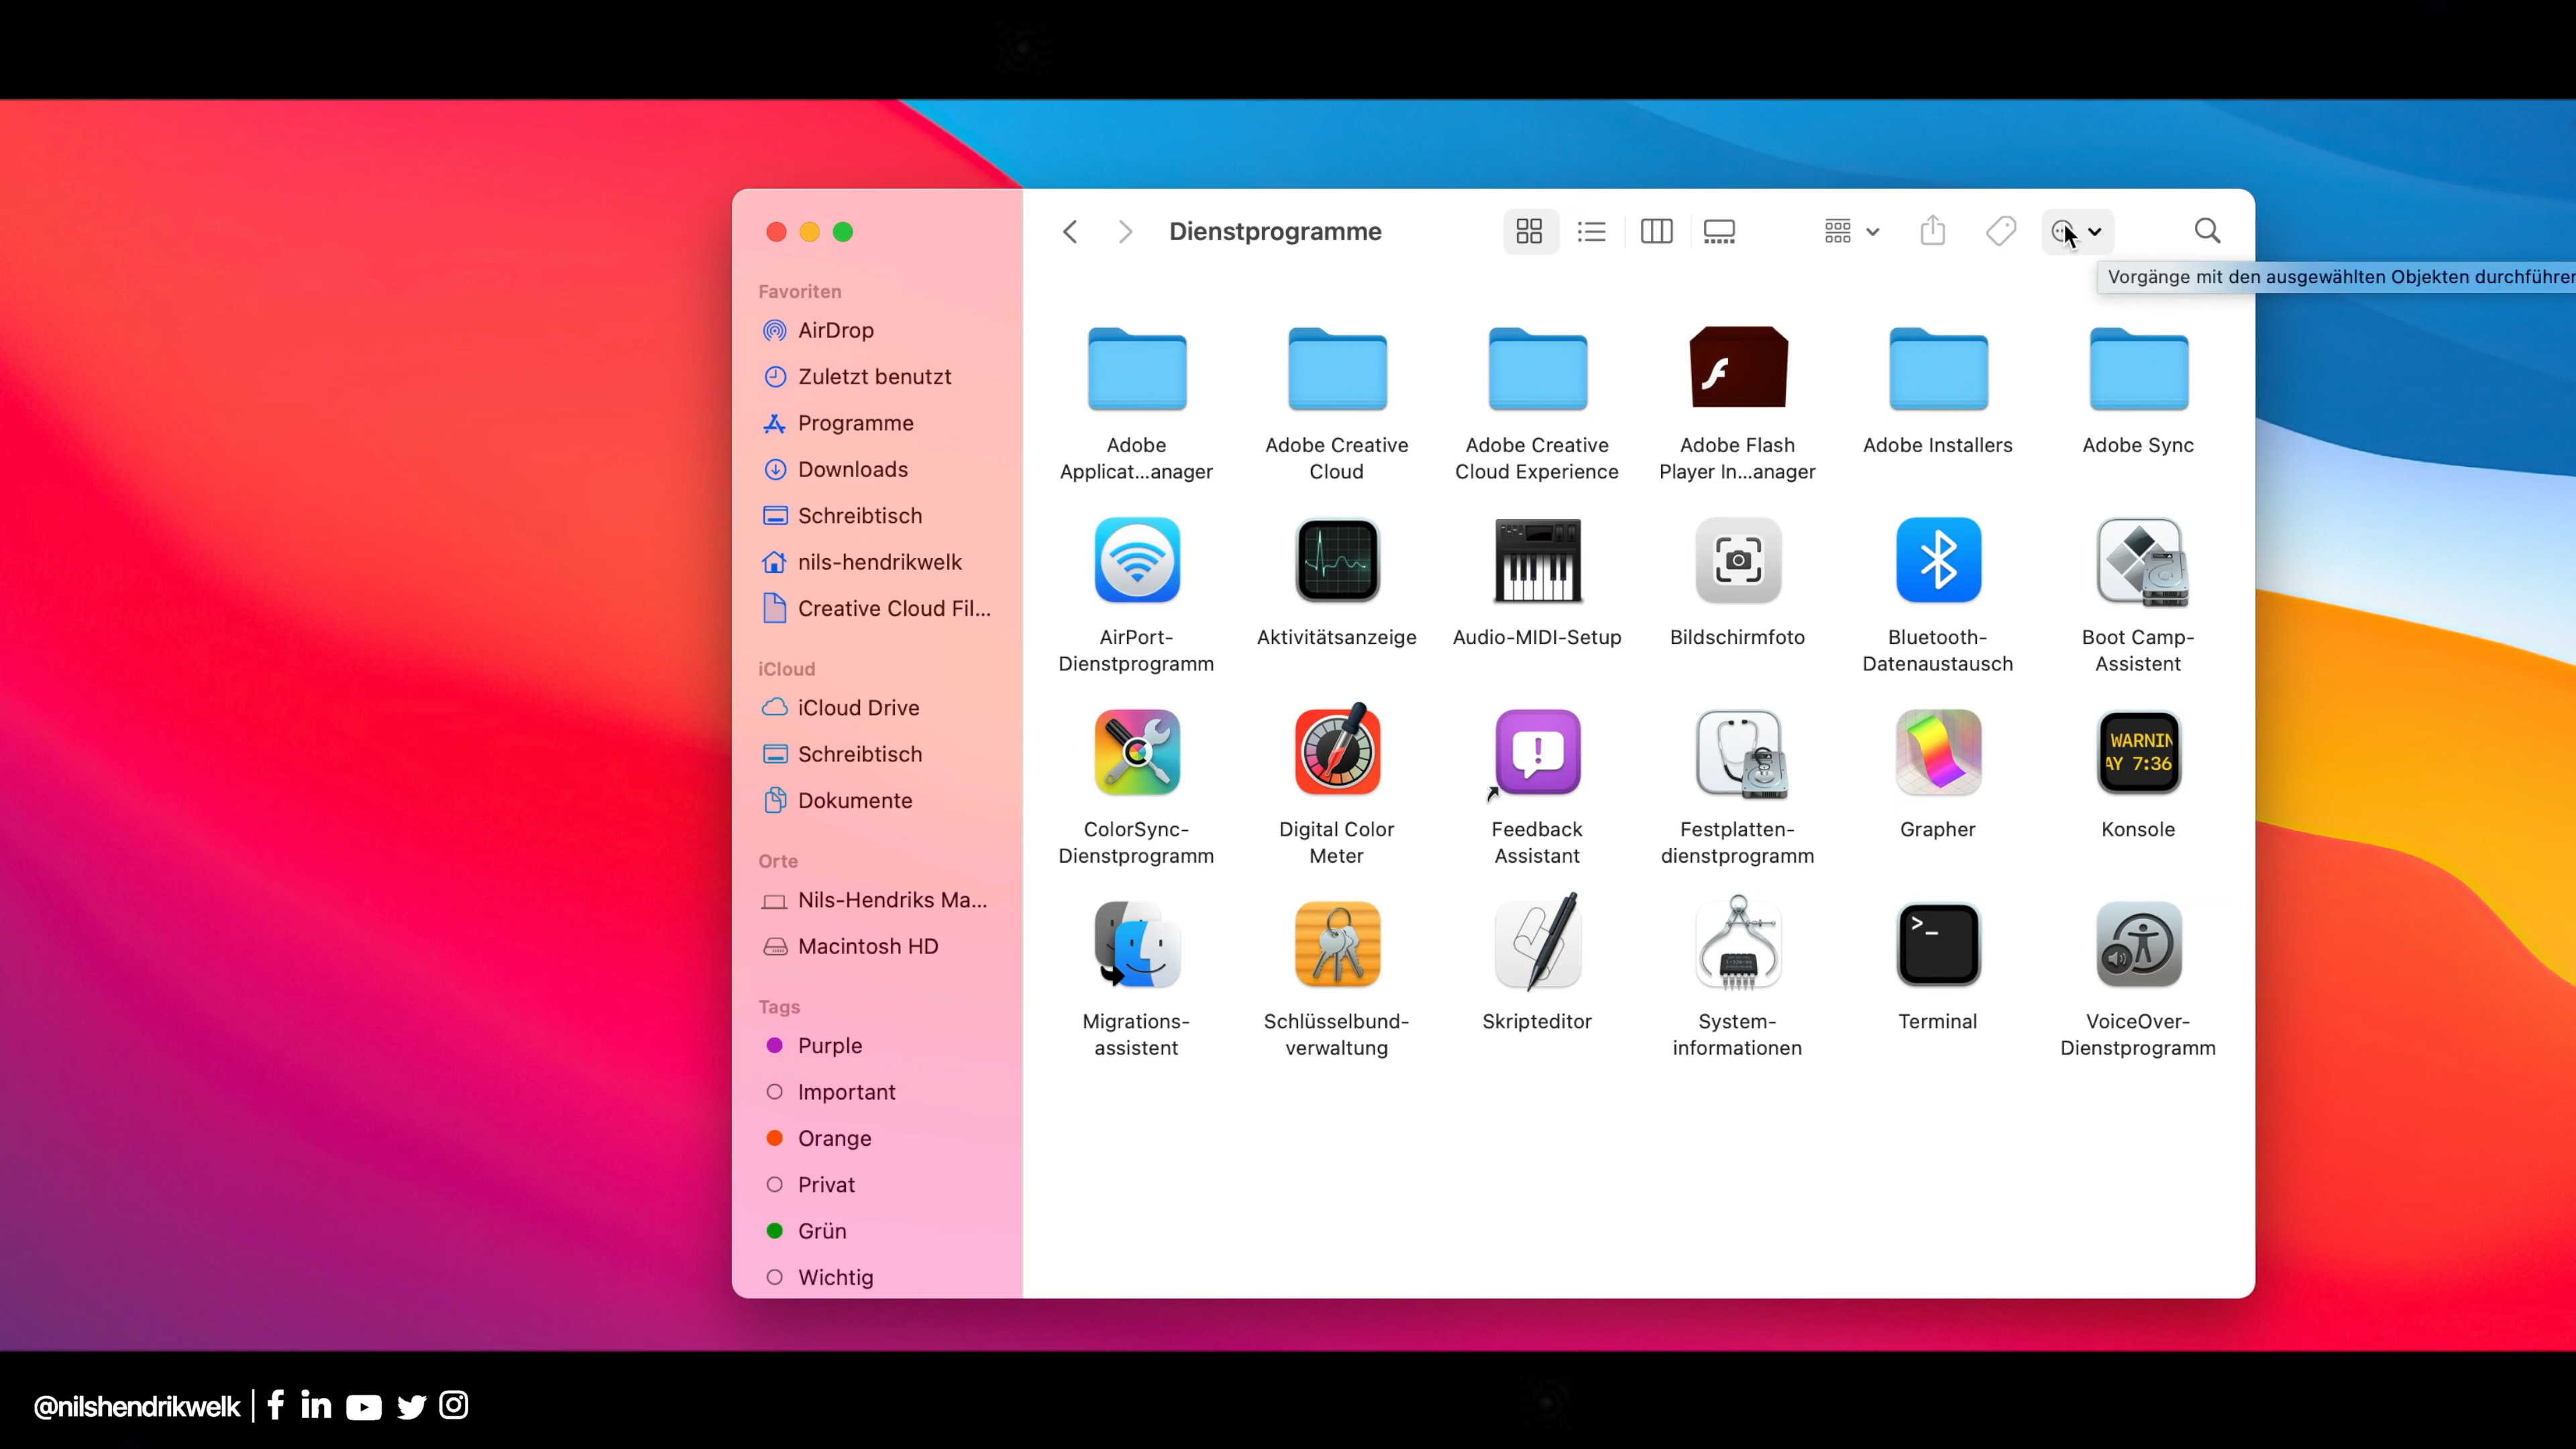 Dienstprogramme
Vorgänge mit den ausgewählten Objekten durchführen
Favoriten
AirDrop
Zuletzt benutzt
Programme
Downloads
Schreibtisch
nils-hendrikwelk
Creative Cloud Fil...
iCloud
iCloud Drive
Schreibtisch
Dokumente
Orte
Nils-Hendriks Ma...
Macintosh HD
Tags
Purple
Important
Orange
Privat
Grün
Wichtig
Adobe
Applicat...anager
Adobe Creative
Cloud
Adobe Creative
Cloud Experience
Adobe Flash
Player In...anager
Adobe Installers
Adobe Sync
AirPort-
Dienstprogramm
Aktivitätsanzeige
Audio-MIDI-Setup
Bildschirmfoto
Bluetooth-
Datenaustausch
Boot Camp-
Assistent
WARNIN
AY 7:36
ColorSync-
Dienstprogramm
Digital Color
Meter
Feedback
Assistant
Festplatten-
dienstprogramm
Grapher
Konsole
Migrations-
assistent
Schlüsselbund-
verwaltung
Skripteditor
System-
informationen
Terminal
VoiceOver-
Dienstprogramm
@nilshendrikwelk